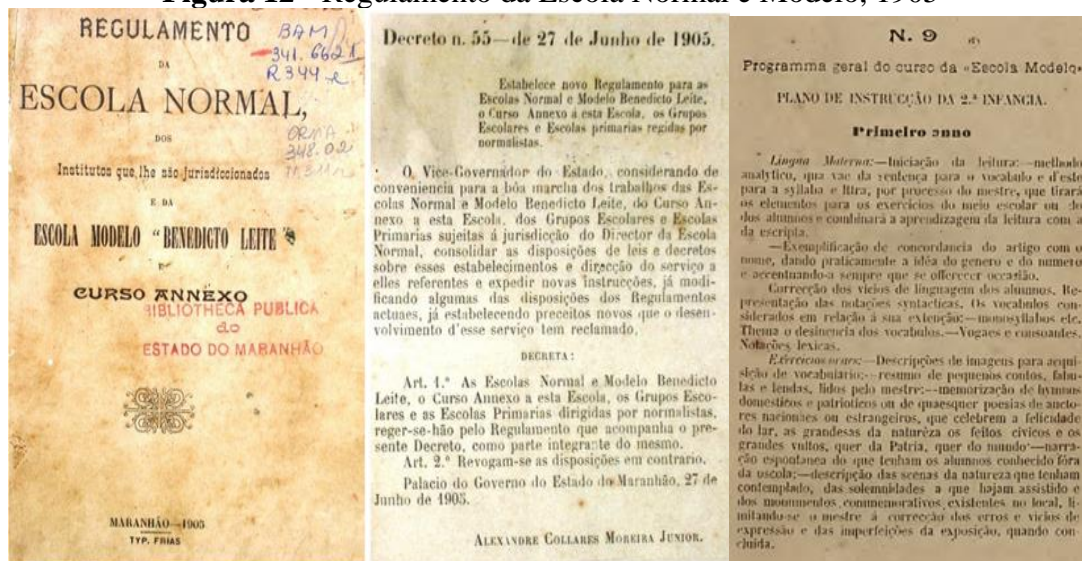 Figura 12 - Regulamento da Escola Normal e Modelo, 1905
REGULAMENTO
DA
ESCOLA NORMAL,
DOS
Institutos que lhe são jurisdiccionados
E DA
ESCOLA MODELO "BENEDICTO LEITE"
E
CURSO ANNEXO
BAM
341.6621
R344
348.02
BIBLIOTHECA PUBLICA
do
ESTADO DO MARANHÃO
MARANHÃO—1905
TYP. FRIAS
Decreto n. 55—de 27 de Junho de 1905.
Estabelece novo Regulamento para as
Escolas Normal e Modelo Benedicto Leite,
o Curso Annexo a esta Escola, os Grupos
Escolares e Escolas primarias regidas por
normalistas.
O Vice-Governador do Estado, considerando de
conveniencia para a bôa marcha dos trabalhos das Es-
colas Normal e Modelo Benedicto Leite, do Curso An-
nexo a esta Escola, dos Grupos Escolares e Escolas
Primarias sujeitas á jurisdicção do Director da Escola
Normal, consolidar as disposições de leis e decretos
sobre esses estabelecimentos e direcção do serviço a
elles referentes e expedir novas instrucções, já modi-
ficando algumas das disposições dos Regulamentos
actuaes, já estabelecendo preceitos novos que o desen-
volvimento d'esse serviço tem reclamado,
DECRETA:
Art. 1.º As Escolas Normal e Modelo Benedicto
Leite, o Curso Annexo a esta Escola, os Grupos Esco-
lares e as Escolas Primarias dirigidas por normalistas,
reger-se-hão pelo Regulamento que acompanha o pre-
sente Decreto, como parte integrante do mesmo.
Art. 2.º Revogam-se as disposições em contrario.
Palacio do Governo do Estado do Maranhão, 27 de
Junho de 1905.
ALEXANDRE COLLARES MOREIRA JUNIOR.
N. 9
Programma geral do curso da «Escola Modelo»
PLANO DE INSTRUCÇÃO DA 2.ª INFANCIA.
Primeiro anno
Lingua Materna:—Iniciação da leitura:—methodo
analytico, que vae da sentença para o vocabulo e d'este
para a syllaba e lttra, por processo do mestre, que tirará
os elementos para os exercicios do meio escolar ou do
dos alumnos e combinará a aprendizagem da leitura com a
da escripta.
—Exemplificação de concordancia do artigo com o
nome, dando praticamente a idéa do genero e do numero
e accentuando-a sempre que se offerecer occasião.
Correcção dos vicios de linguagem dos alumnos. Re-
presentação das notações syntacticas. Os vocabulos con-
siderados em relação á sua extenção:—monosyllabos etc.
Thema e desinencia dos vocabulos.—Vogaes e consoantes.
Notações lexicas.
Exercicios oraes:—Descripções de imagens para acqui-
sição de vocabulario;—resumo de pequenos contos, fabu-
las e lendas, lidos pelo mestre;—memorização de hymnos
domesticos e patrioticos ou de quaesquer poesias de aucto-
res nacionaes ou estrangeiros, que celebrem a felicidade
do lar, as grandesas da naturèza os feitos civicos e os
grandes vultos, quer da Patria, quer do mundo—narra-
ção espontanea do que tenham os alumnos conhecido fóra
da escola;—descripção das scenas da natureza que tenham
contemplado, das solemnidades a que hajam assistido e
dos monumentos commemorativos existentes no local, li-
mitando-se o mestre á correcção dos erros e vicios de
expressão e das imperfeições da exposição, quando con-
cluida.